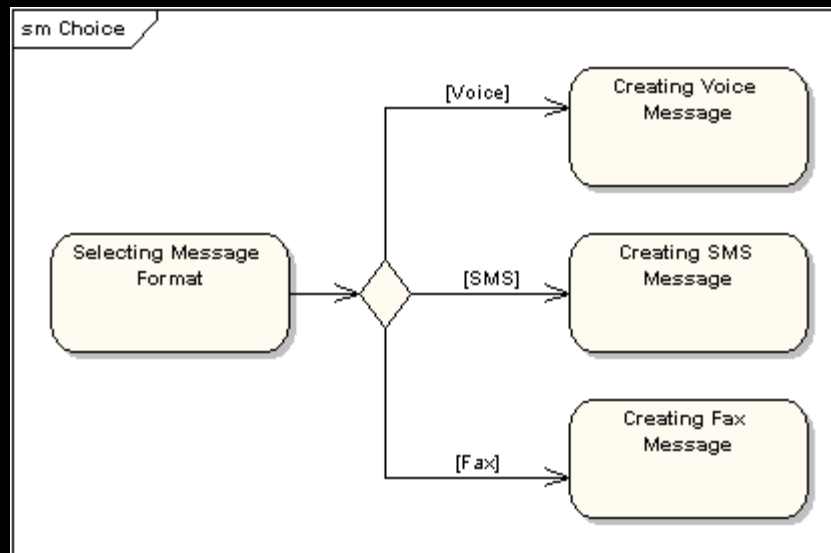 sm Choice
[Voice]
Creating Voice
Message
Selecting Message
Format
[SMS]
Creating SMS
Message
[Fax]
Creating Fax
Message